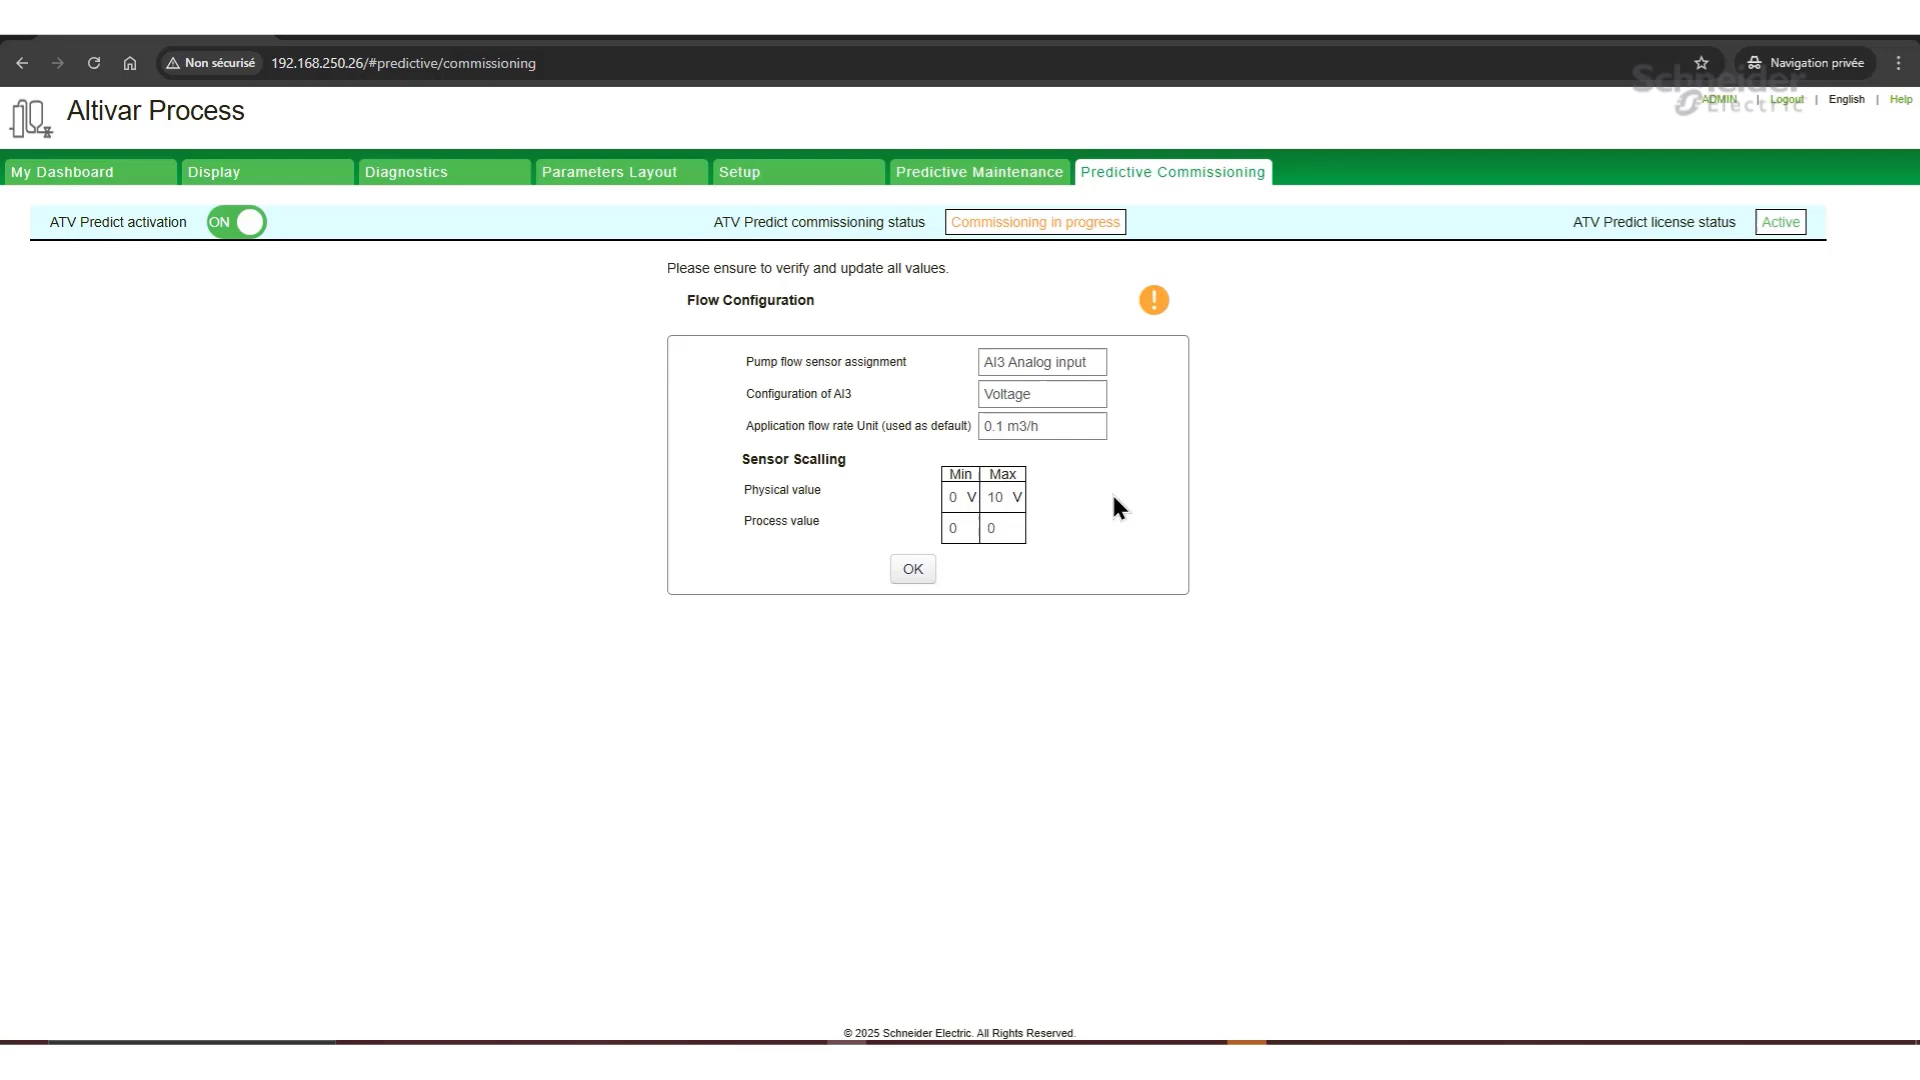 Non sécurisé 192.168.250.26/#predictive/commissioning Navigation privée
Schneider Electric
Altivar Process
ADMIN | Logout | English | Help
My Dashboard Display Diagnostics Parameters Layout Setup Predictive Maintenance Predictive Commissioning
ATV Predict activation ON ATV Predict commissioning status Commissioning in progress ATV Predict license status Active
Please ensure to verify and update all values.
Flow Configuration !
Pump flow sensor assignment AI3 Analog input
Configuration of AI3 Voltage
Application flow rate Unit (used as default) 0.1 m3/h
Sensor Scalling
Min Max
Physical value 0 V 10 V
Process value 0 0
OK
© 2025 Schneider Electric. All Rights Reserved.